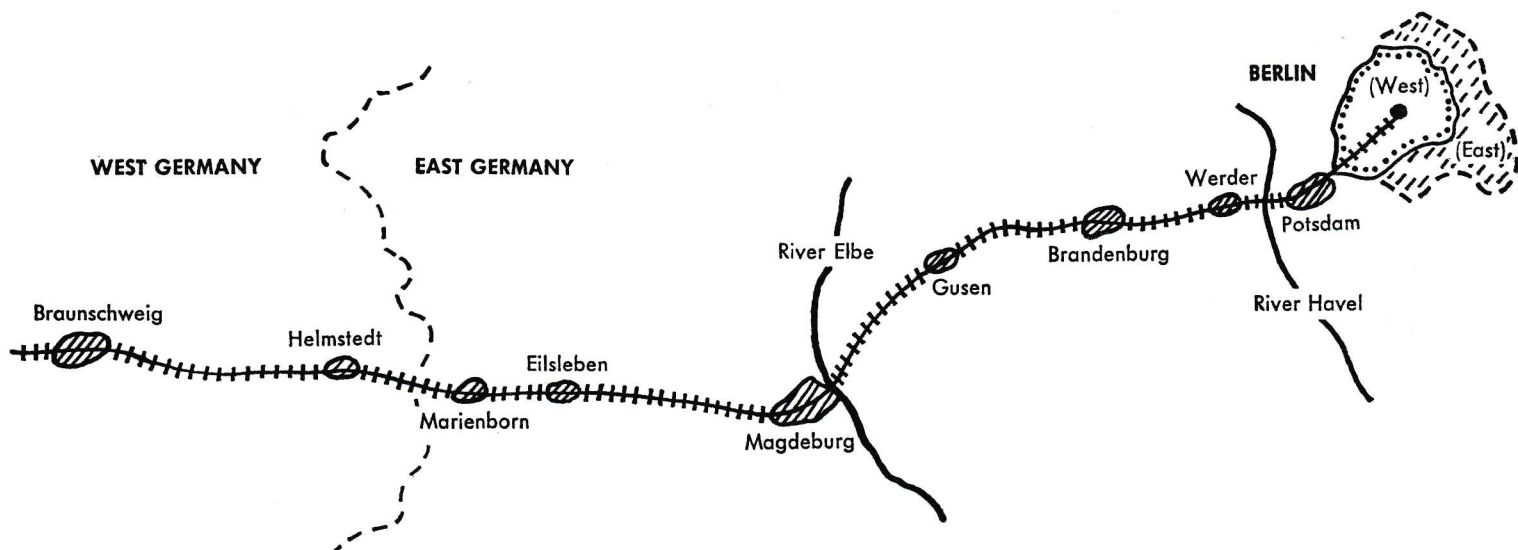 BERLIN
(West)
WEST GERMANY
EAST GERMANY
(East)
Werder
Potsdam
River Elbe
Brandenburg
Gusen
River Havel
Braunschweig
Helmstedt
Eilsleben
Marienborn
Magdeburg